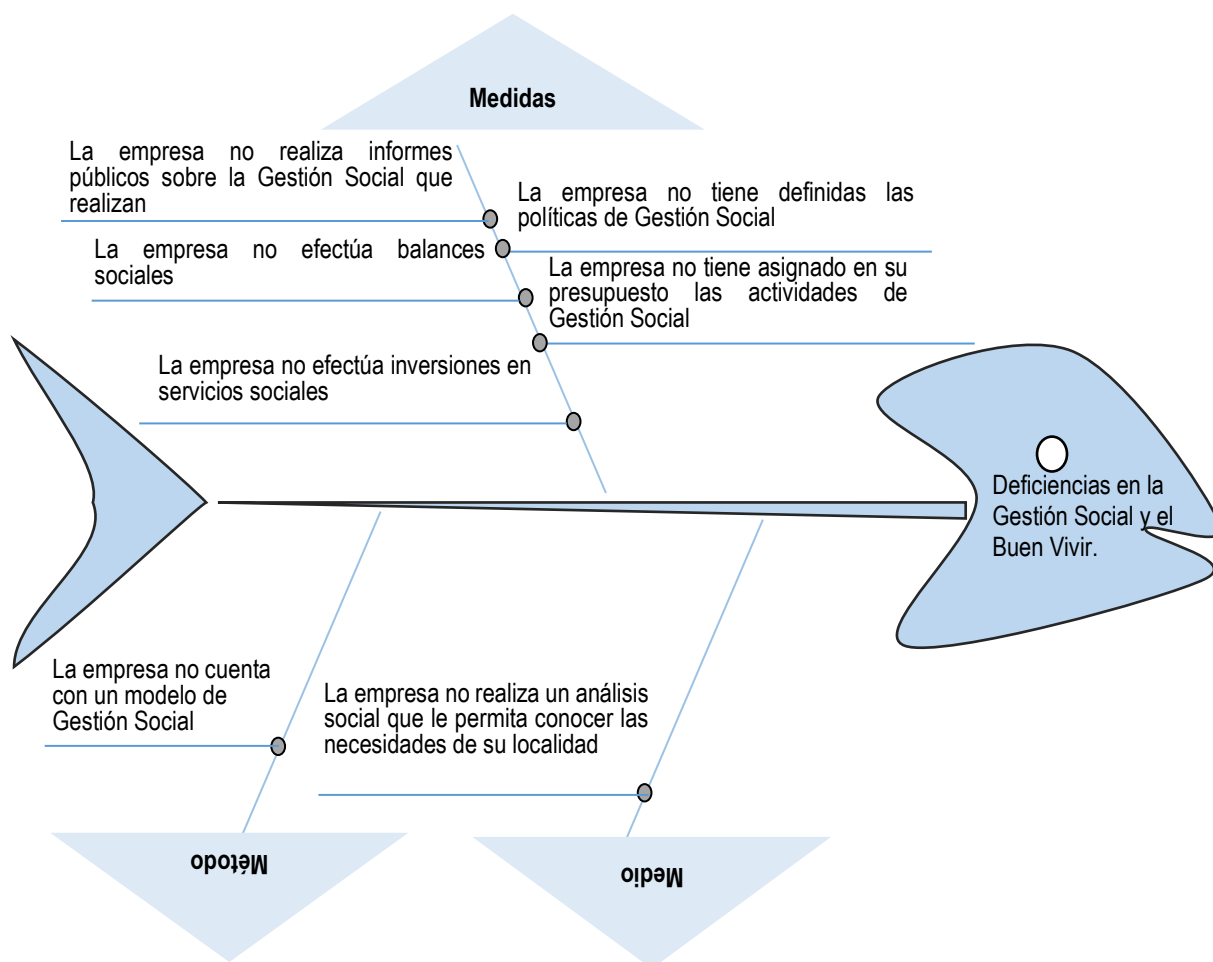 Medidas
La empresa no realiza informes
públicos sobre la Gestión Social que
realizan
La empresa no tiene definidas las
políticas de Gestión Social
La empresa no efectúa balances
sociales
La empresa no tiene asignado en su
presupuesto las actividades de
Gestión Social
La empresa no efectúa inversiones en
servicios sociales
Deficiencias en la
Gestión Social y el
Buen Vivir.
La empresa no cuenta
con un modelo de
Gestión Social
La empresa no realiza un análisis
social que le permita conocer las
necesidades de su localidad
Método
Medio